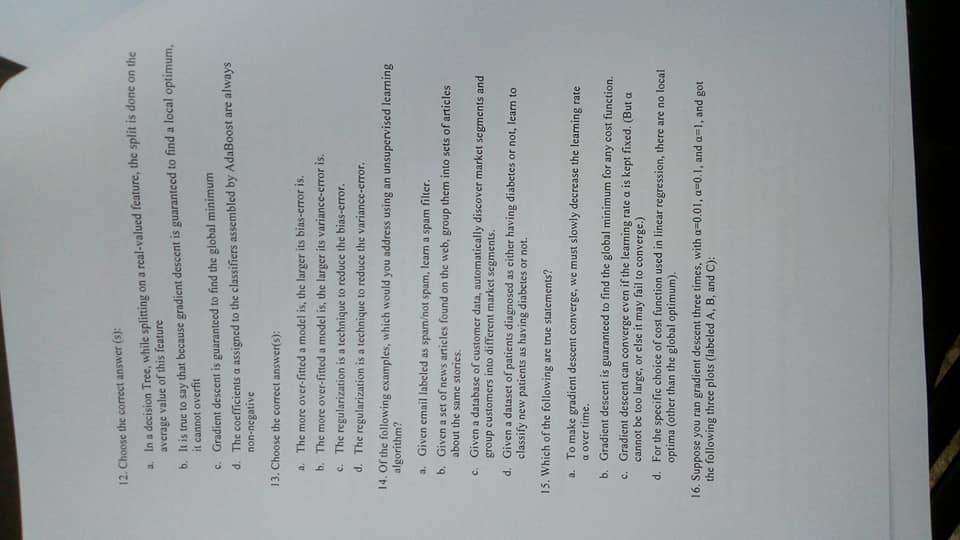 12. Choose the correct answer (s):
a. In a decision Tree, while splitting on a real-valued feature, the split is done on the
average value of this feature
b. It is true to say that because gradient descent is guaranteed to find a local optimum,
it cannot overfit
c. Gradient descent is guaranteed to find the global minimum
d. The coefficients α assigned to the classifiers assembled by AdaBoost are always
non-negative
13. Choose the correct answer(s):
a. The more over-fitted a model is, the larger its bias-error is.
b. The more over-fitted a model is, the larger its variance-error is.
c. The regularization is a technique to reduce the bias-error.
d. The regularization is a technique to reduce the variance-error.
14. Of the following examples, which would you address using an unsupervised learning
algorithm?
a. Given email labeled as spam/not spam, learn a spam filter.
b. Given a set of news articles found on the web, group them into sets of articles
about the same stories.
c. Given a database of customer data, automatically discover market segments and
group customers into different market segments.
d. Given a dataset of patients diagnosed as either having diabetes or not, learn to
classify new patients as having diabetes or not.
15. Which of the following are true statements?
a. To make gradient descent converge, we must slowly decrease the learning rate
α over time.
b. Gradient descent is guaranteed to find the global minimum for any cost function.
c. Gradient descent can converge even if the learning rate α is kept fixed. (But α
cannot be too large, or else it may fail to converge.)
d. For the specific choice of cost function used in linear regression, there are no local
optima (other than the global optimum).
16. Suppose you ran gradient descent three times, with α=0.01, α=0.1, and α=1, and got
the following three plots (labeled A, B, and C):